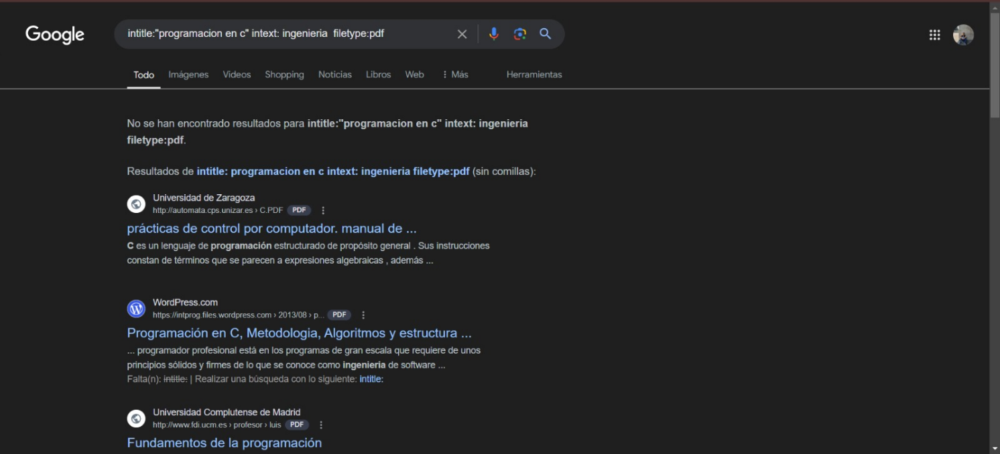 Google
intitle:"programacion en c" intext: ingenieria  filetype:pdf
Todo Imágenes Vídeos Shopping Noticias Libros Web Más Herramientas
No se han encontrado resultados para intitle:"programacion en c" intext: ingenieria
filetype:pdf.
Resultados de intitle: programacion en c intext: ingenieria filetype:pdf (sin comillas):
Universidad de Zaragoza
http://automata.cps.unizar.es › C.PDF PDF
prácticas de control por computador. manual de ...
C es un lenguaje de programación estructurado de propósito general . Sus instrucciones
constan de términos que se parecen a expresiones algebraicas , además ...
WordPress.com
https://intprog.files.wordpress.com › 2013/08 › p... PDF
Programación en C, Metodologia, Algoritmos y estructura ...
... programador profesional está en los programas de gran escala que requiere de unos
principios sólidos y firmes de lo que se conoce como ingenieria de software ...
Falta(n): intitle: | Realizar una búsqueda con lo siguiente: intitle:
Universidad Complutense de Madrid
http://www.fdi.ucm.es › profesor › luis PDF
Fundamentos de la programación